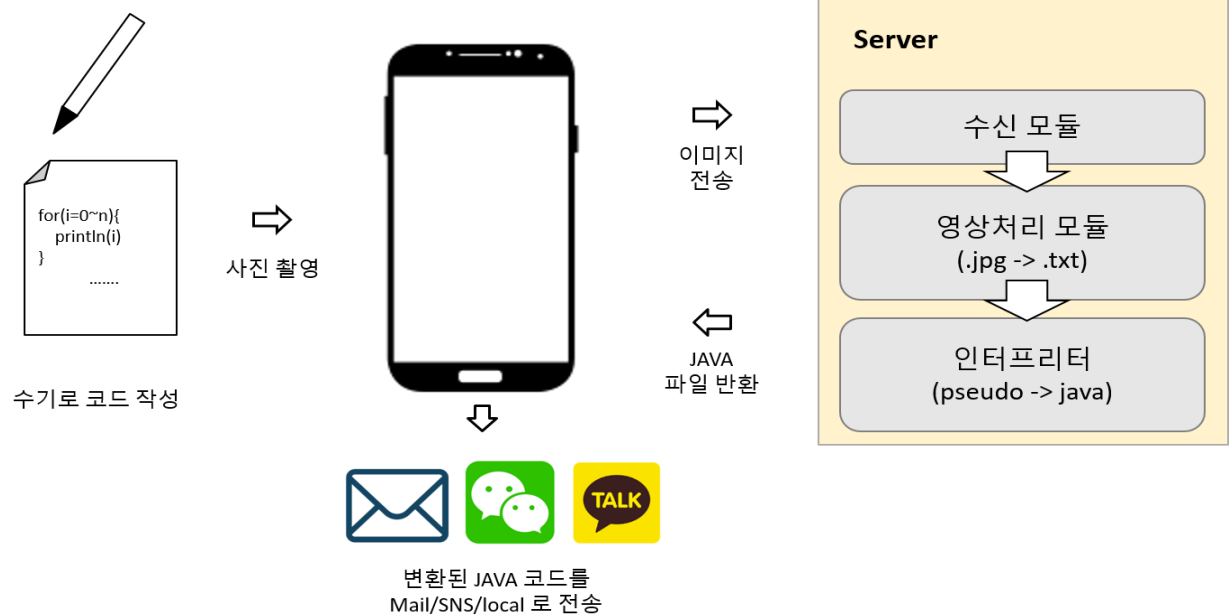 for(i=0~n){
println(i)
}
.......
수기로 코드 작성
사진 촬영
이미지
전송
JAVA
파일 반환
Server
수신 모듈
영상처리 모듈
(.jpg -> .txt)
인터프리터
(pseudo -> java)
TALK
변환된 JAVA 코드를
Mail/SNS/local 로 전송